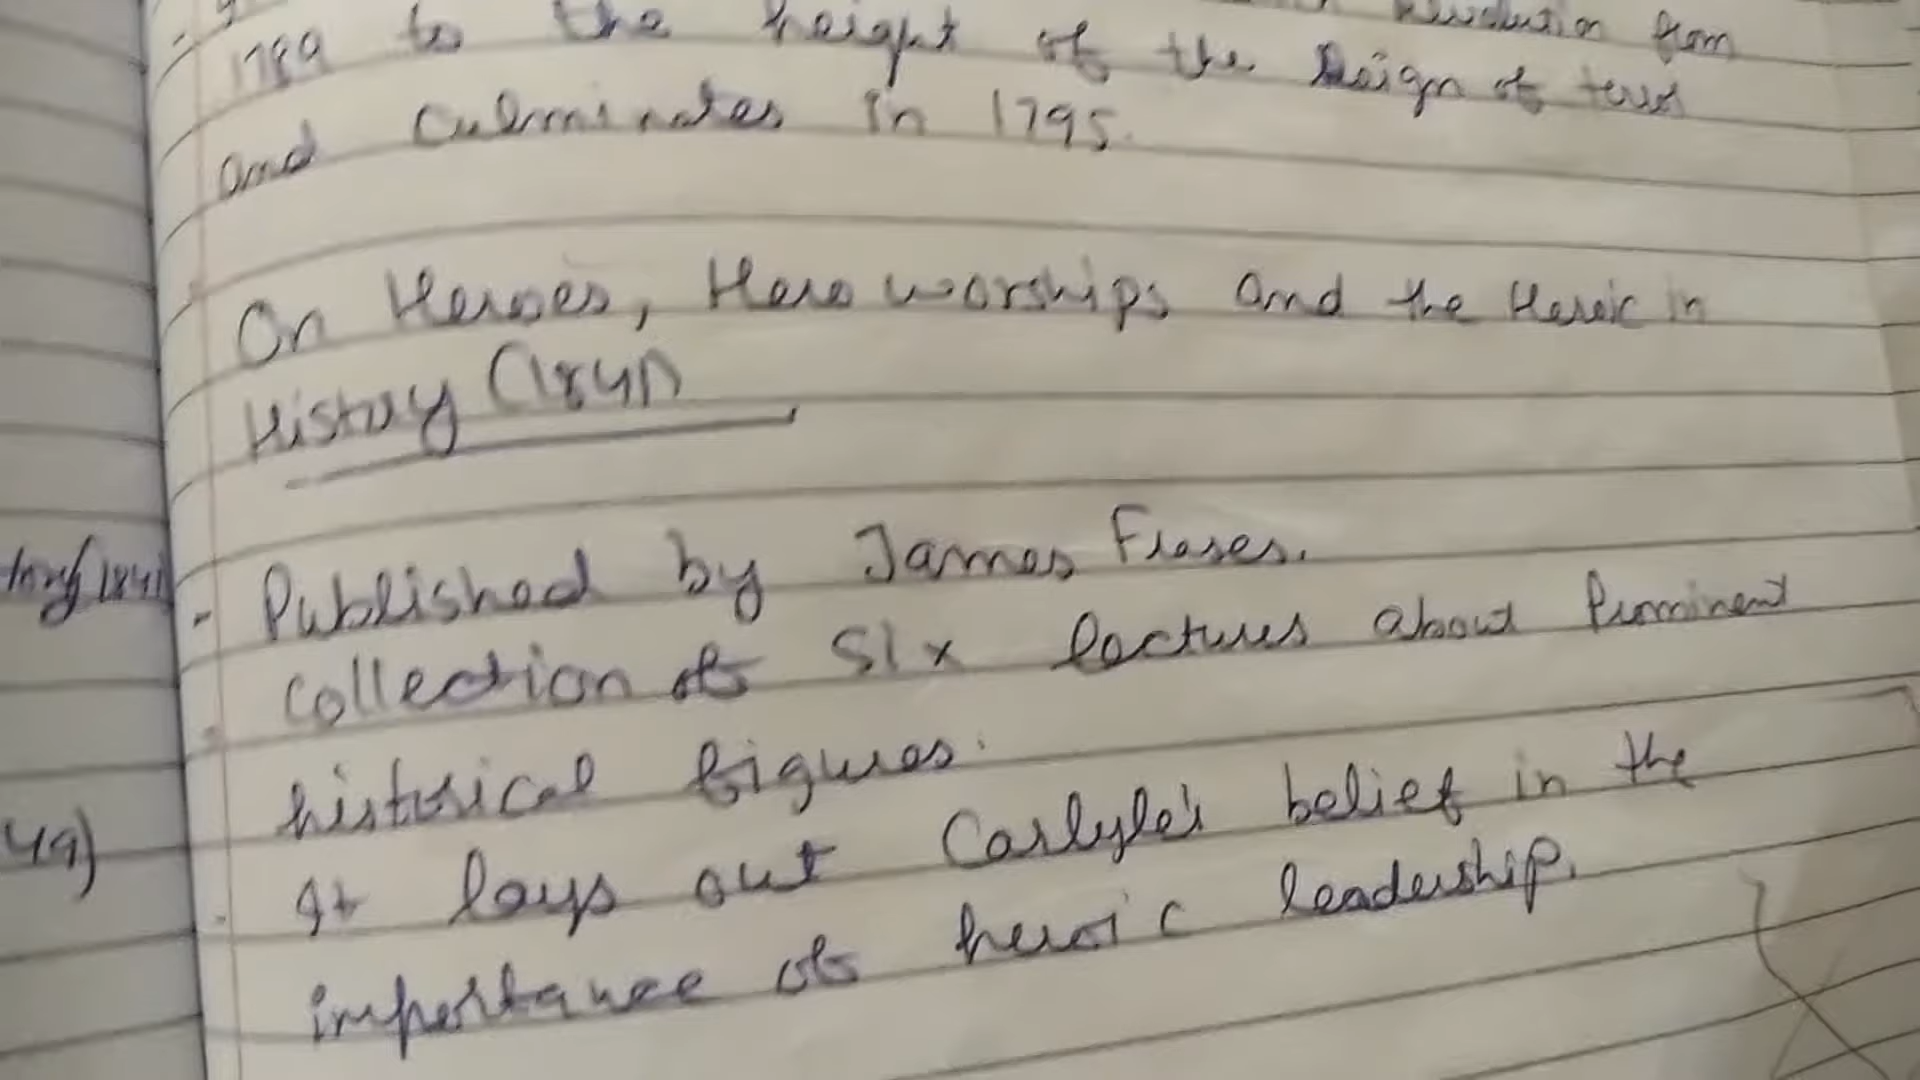 Revolution from
1789 to the height of the Reign of terror
and culminates in 1795.
On Heroes, Hero worships and the Heroic in
History (1841)
- Published by James Fraser.
- Collection of six lectures about Prominent
historical figures.
- It lays out Carlyle's belief in the
importance of heroic leadership.
1841
49)